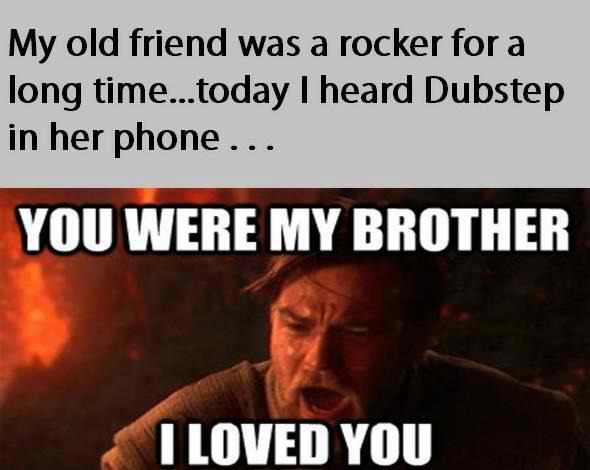 My old friend was a rocker for a
long time...today I heard Dubstep
in her phone . . .
YOU WERE MY BROTHER
I LOVED YOU